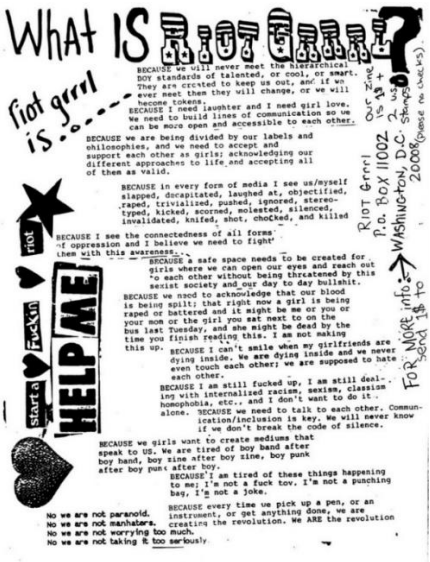 WHAT IS RIOT GRRRL?
riot grrrl
is.......
BECAUSE we will never meet the hierarchical
BOY standards of talented, or cool, or smart.
They are created to keep us out, and if we
ever meet them they will change, or we will
become tokens.
BECAUSE I need laughter and I need girl love.
We need to build lines of communication so we
can be more open and accessible to each other.
BECAUSE we are being divided by our labels and
philosophies, and we need to accept and
support each other as girls; acknowledging our
different approaches to life and accepting all
of them as valid.
BECAUSE in every form of media I see us/myself
slapped, decapitated, laughed at, objectified,
raped, trivialized, pushed, ignored, stereo-
typed, kicked, scorned, molested, silenced,
invalidated, knifed, shot, chocked, and killed
BECAUSE I see the connectedness of all forms
of oppression and I believe we need to fight
them with this awareness.
BECAUSE a safe space needs to be created for
girls where we can open our eyes and reach out
to each other without being threatened by this
sexist society and our day to day bullshit.
BECAUSE we need to acknowledge that our blood
is being spilt; that right now a girl is being
raped or battered and it might be me or you or
your mom or the girl you sat next to on the
bus last Tuesday, and she might be dead by the
time you finish reading this. I am not making
this up.
BECAUSE I can't smile when my girlfriends are
dying inside. We are dying inside and we never
even touch each other; we are supposed to hate
each other.
BECAUSE I am still fucked up, I am still deal-
ing with internalized racism, sexism, classism
homophobia, etc., and I don't want to do it
alone.
BECAUSE we need to talk to each other. Commun-
ication/inclusion is key. We will never know
if we don't break the code of silence.
BECAUSE we girls want to create mediums that
speak to US. We are tired of boy band after
boy band, boy zine after boy zine, boy punk
after boy punk after boy.
BECAUSE I am tired of these things happening
to me; I'm not a fuck toy. I'm not a punching
bag, I'm not a joke.
BECAUSE every time we pick up a pen, or an
instrument, or get anything done, we are
creating the revolution. We ARE the revolution
No we are not paranoid.
No we are not manhaters.
No we are not worrying too much.
No we are not taking it too seriously.
start a Fuckin riot
HELP ME
FOR MORE info:
Send $1 to
RIOT Grrrl
P.O. BOX 11002
WASHINGTON, D.C.
20008
our zine
is $1 +
2 us
stamps
(please no checks).